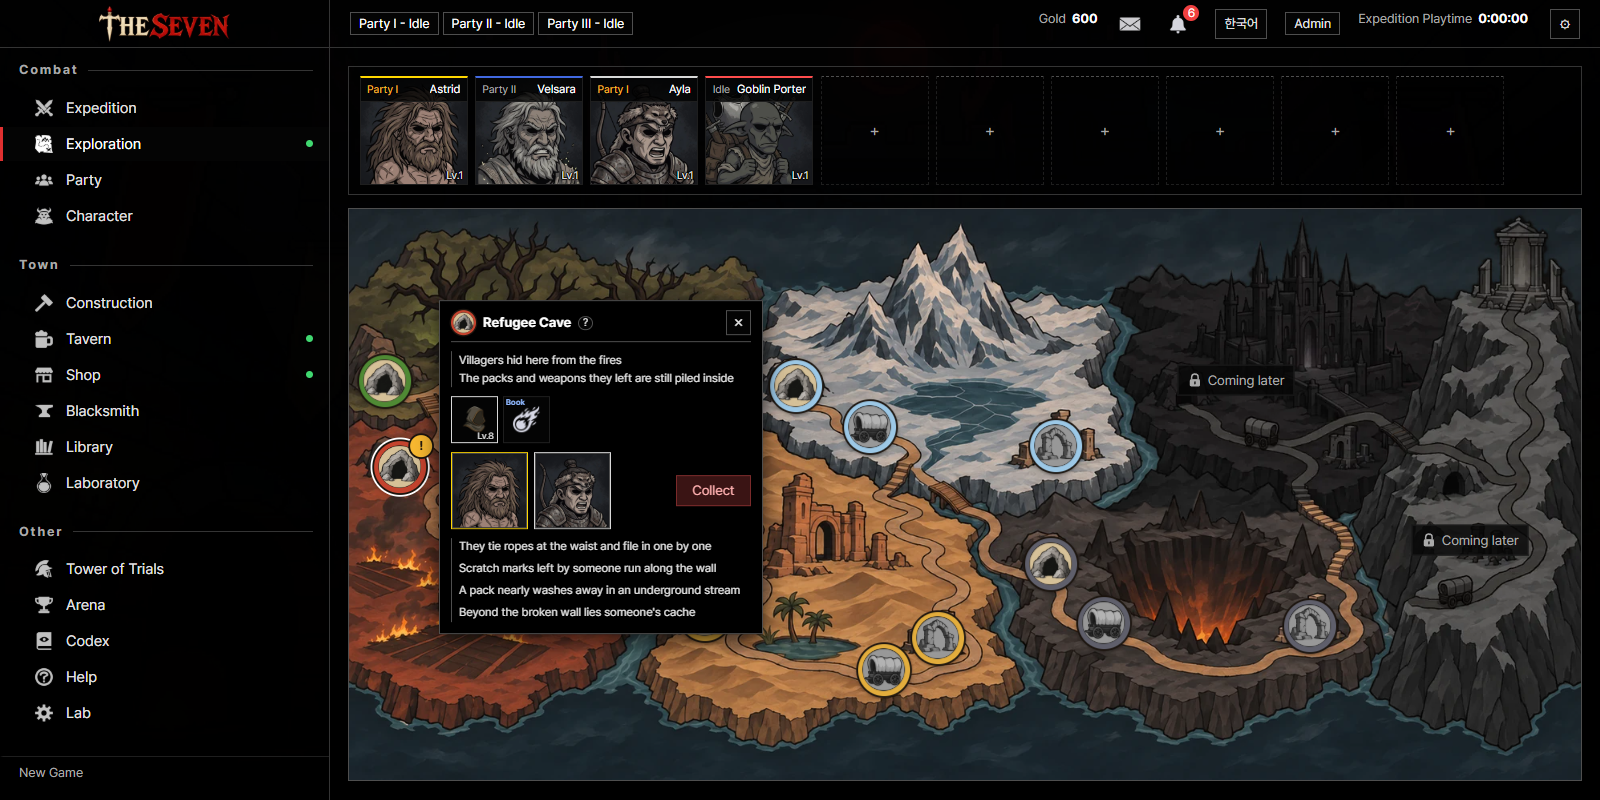 THE SEVEN
Party I - Idle
Party II - Idle
Party III - Idle
Gold 600
6
한국어
Admin
Expedition Playtime 0:00:00
Combat
Expedition
Exploration
Party
Character
Town
Construction
Tavern
Shop
Blacksmith
Library
Laboratory
Other
Tower of Trials
Arena
Codex
Help
Lab
New Game
Party I Astrid
Lv.1
Party II Velsara
Lv.1
Party I Ayla
Lv.1
Idle Goblin Porter
Lv.1
+
+
+
+
+
+
Refugee Cave ?
×
Villagers hid here from the fires
The packs and weapons they left are still piled inside
Lv.8
Book
Collect
They tie ropes at the waist and file in one by one
Scratch marks left by someone run along the wall
A pack nearly washes away in an underground stream
Beyond the broken wall lies someone's cache
!
Coming later
Coming later